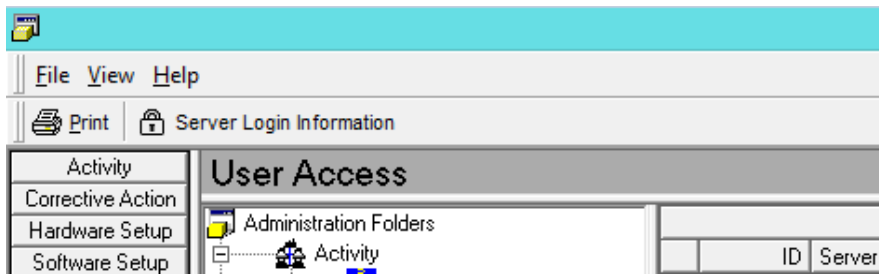 File View Help
Print Server Login Information
Activity
Corrective Action
Hardware Setup
Software Setup
User Access
Administration Folders
Activity
ID Server